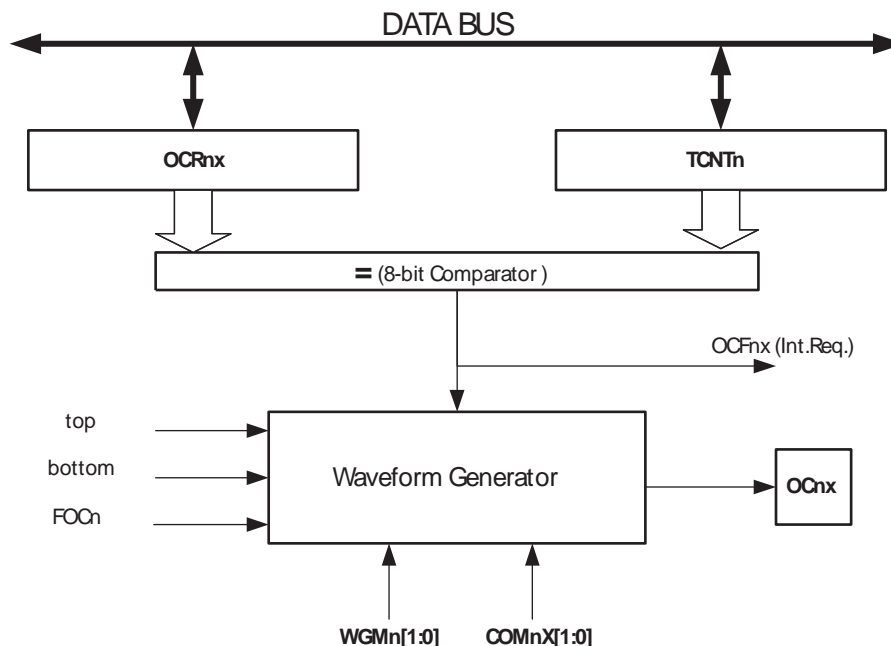 DATA BUS
OCRnx
TCNTn
= (8-bit Comparator )
OCFnx (Int.Req.)
top
bottom
FOCn
Waveform Generator
OCnx
WGMn[1:0]
COMnX[1:0]